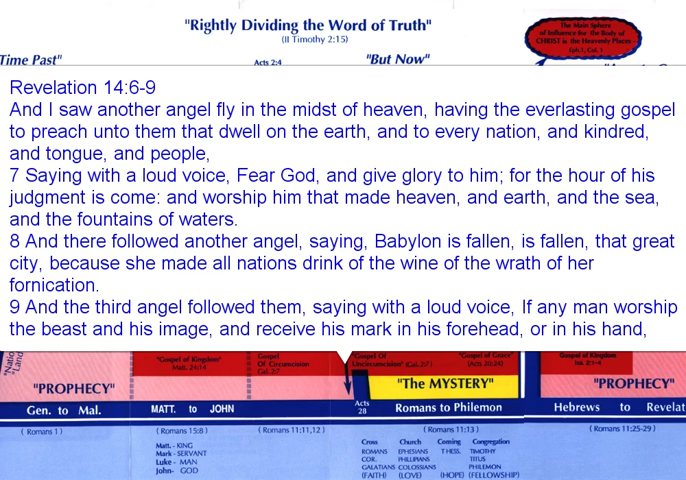 "Rightly Dividing the Word of Truth"
(II Timothy 2:15)
The Main Sphere
of Influence for the Body of
CHRIST is the Heavenly Places
Eph.1, Col. 1
Time Past"
Acts 2:4
"But Now"
Revelation 14:6-9
And I saw another angel fly in the midst of heaven, having the everlasting gospel
to preach unto them that dwell on the earth, and to every nation, and kindred,
and tongue, and people,
7 Saying with a loud voice, Fear God, and give glory to him; for the hour of his
judgment is come: and worship him that made heaven, and earth, and the sea,
and the fountains of waters.
8 And there followed another angel, saying, Babylon is fallen, is fallen, that great
city, because she made all nations drink of the wine of the wrath of her
fornication.
9 And the third angel followed them, saying with a loud voice, If any man worship
the beast and his image, and receive his mark in his forehead, or in his hand,
"Gospel of Kingdom"
Matt. 24:14
Gospel
Of Circumcision
Gal. 2:7
Gospel Of
Uncircumcision" (Gal. 2:7)
"Gospel of Grace"
(Acts 20:24)
Gospel of Kingdom
Isa. 2:1-4
"Nation
Land
"PROPHECY"
"The MYSTERY"
"PROPHECY"
Gen. to Mal.
MATT. to JOHN
Acts
28
Romans to Philemon
Hebrews to Revelat
( Romans 1 )
( Romans 15:8 )
( Romans 11:11,12 )
( Romans 11:13 )
( Romans 11:25-29 )
Matt. - KING
Mark - SERVANT
Luke - MAN
John- GOD
Cross Church Coming Congregation
ROMANS EPHESIANS T HESS. TIMOTHY
COR. PHILLIPIANS TITUS
GALATIANS COLOSSIANS PHILEMON
(FAITH) (LOVE) (HOPE) (FELLOWSHIP)